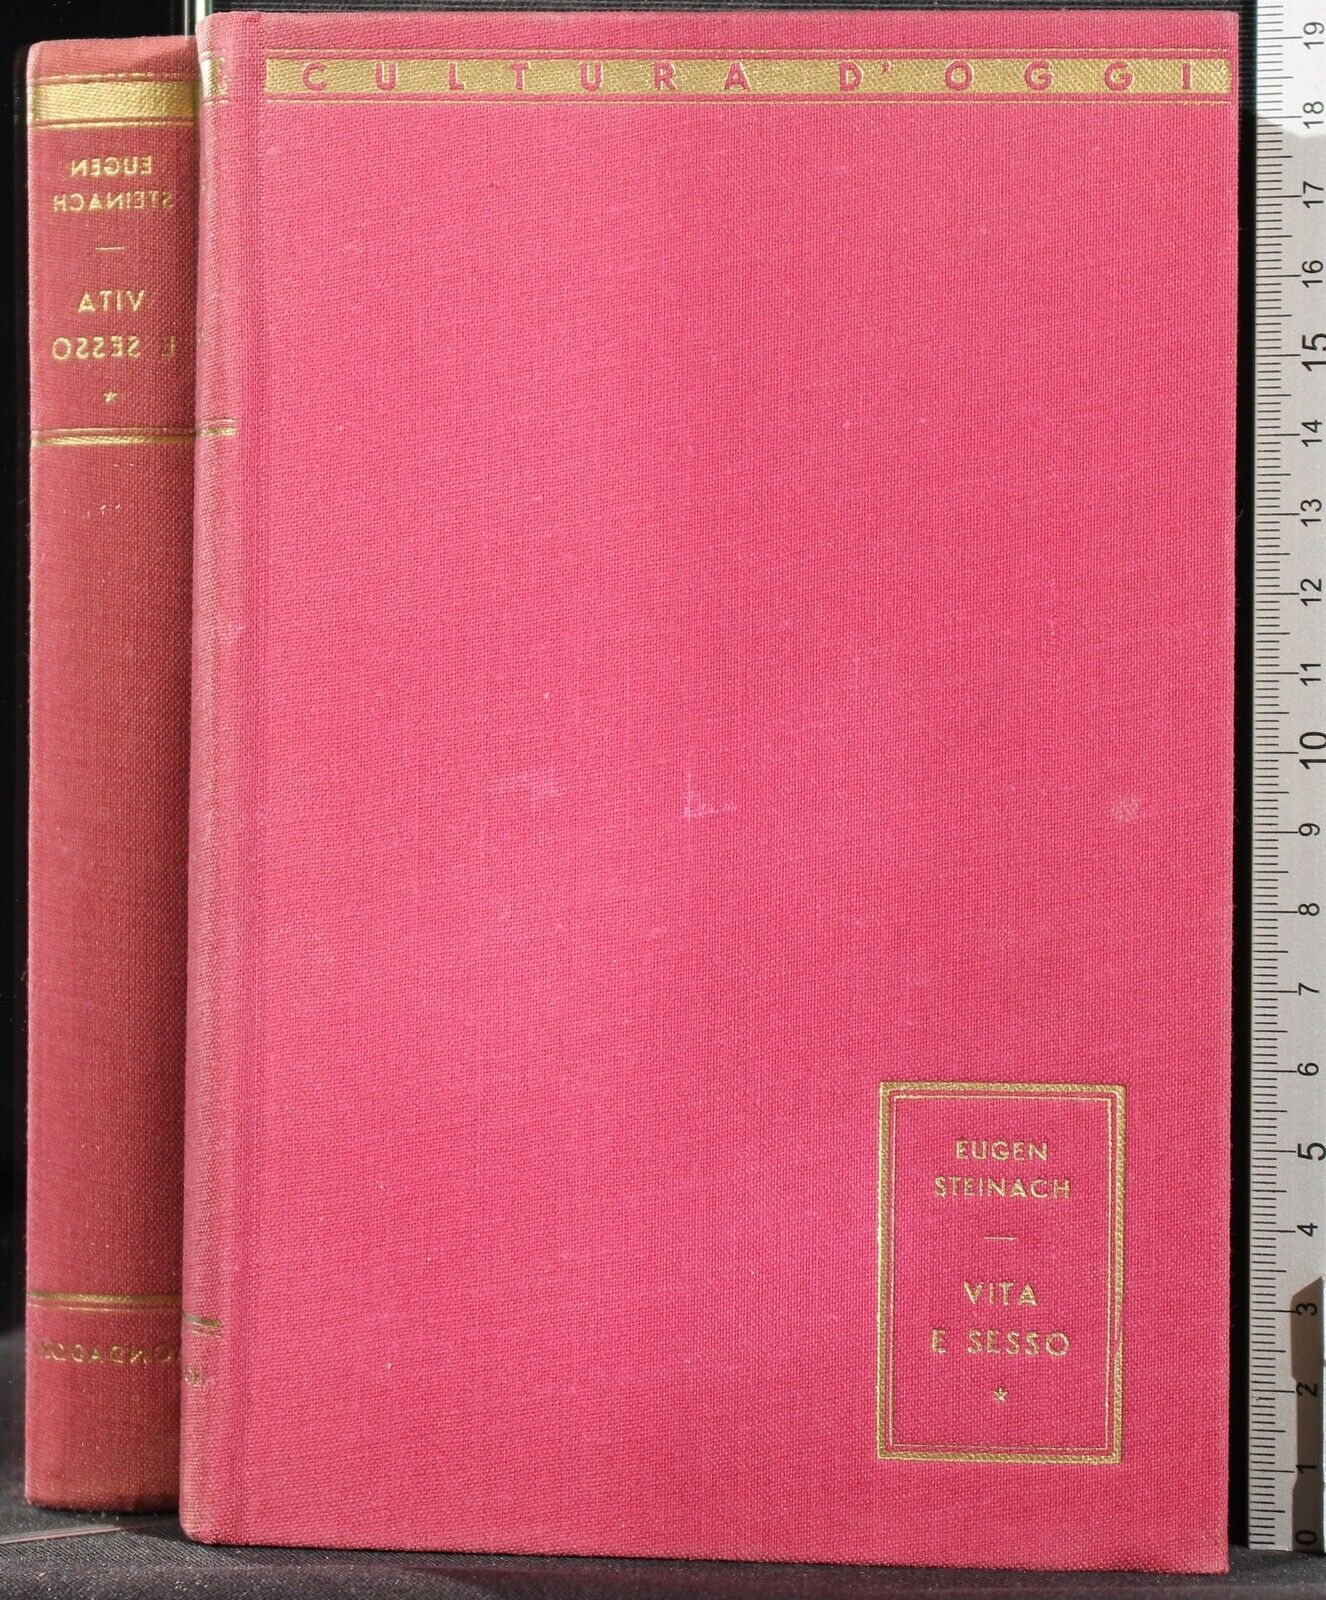 CULTURA D'OGGI
EUGEN
STEINACH
—
VITA
E SESSO
*
EUGEN
STEINACH
—
VITA
E SESSO
*
19
18
17
16
15
14
13
12
11
10
9
8
7
6
5
4
3
2
1
0